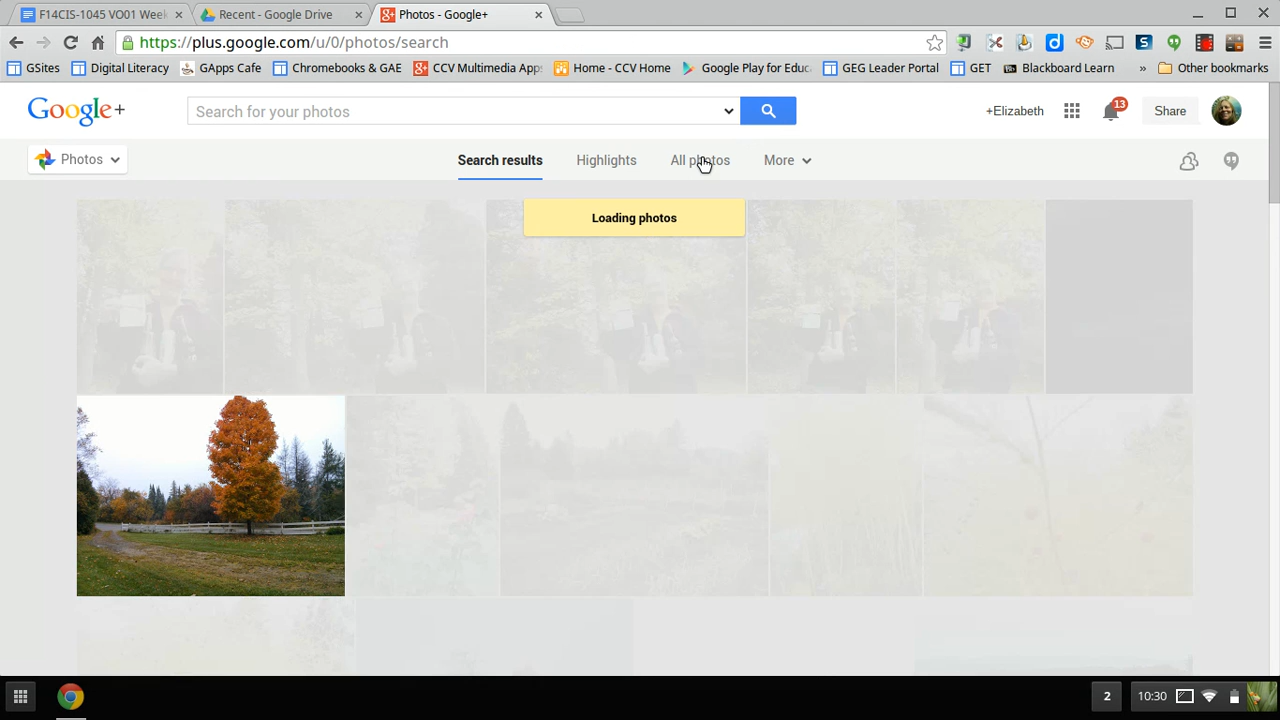 F14CIS-1045 VO01 Week
Recent - Google Drive
Photos - Google+
https://plus.google.com/u/0/photos/search
GSites
Digital Literacy
GApps Cafe
Chromebooks & GAE
CCV Multimedia App
Home - CCV Home
Google Play for Educ
GEG Leader Portal
GET
Blackboard Learn
»
Other bookmarks
Google+
Search for your photos
+Elizabeth
13
Share
Photos
Search results
Highlights
All photos
More
Loading photos
2
10:30